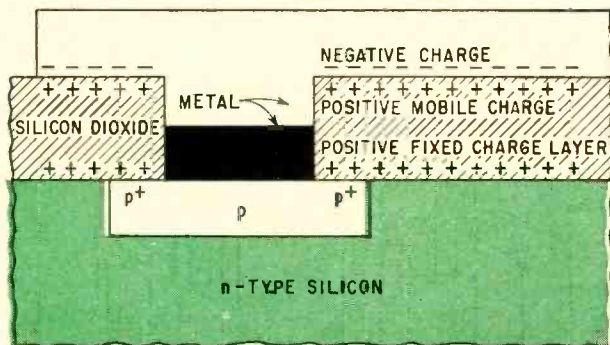 NEGATIVE CHARGE
– – – – – – – – – – – – – –
+ + + + + + + + + + + + + + +
METAL
POSITIVE MOBILE CHARGE
SILICON DIOXIDE
POSITIVE FIXED CHARGE LAYER
+ + + + + + + + + + + + + + +
p+ p p+
n-TYPE SILICON